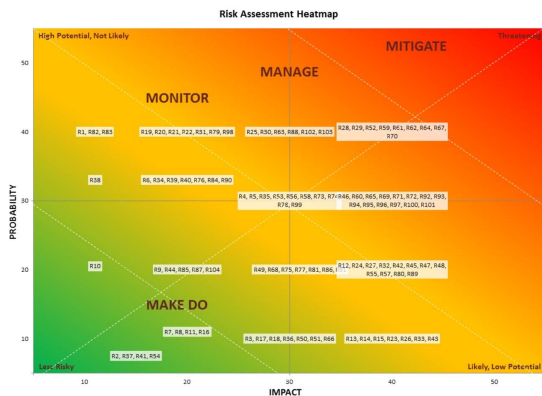 Risk Assessment Heatmap
High Potential, Not Likely
Threatening
MITIGATE
MANAGE
MONITOR
50
40
R1, R82, R83
R19, R20, R21, R22, R31, R79, R98
R25, R30, R63, R88, R102, R103
R28, R29, R52, R59, R61, R62, R64, R67,
R70
R38
R6, R34, R39, R40, R76, R84, R90
30
R4, R5, R35, R53, R56, R58, R73,
R78, R99
R46, R60, R65, R69, R71, R72, R92, R93,
R94, R95, R96, R97, R100, R101
PROBABILITY
20
R10
R9, R44, R85, R87, R104
R49, R68, R75, R77, R81, R86,
R12, R24, R27, R32, R42, R45, R47, R48,
R55, R57, R80, R89
MAKE DO
10
R7, R8, R11, R16
R3, R17, R18, R36, R50, R51, R66
R13, R14, R15, R23, R26, R33, R43
R2, R37, R41, R54
Less Risky
Likely, Low Potential
10
20
30
40
50
IMPACT